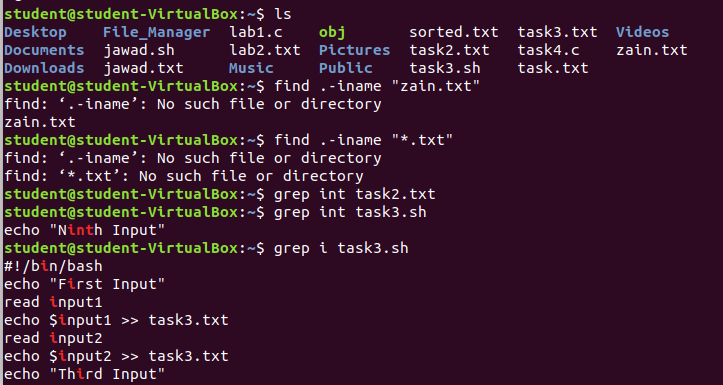 student@student-VirtualBox:~$ ls
Desktop    File_Manager  lab1.c    obj       sorted.txt  task3.txt  Videos
Documents  jawad.sh      lab2.txt  Pictures  task2.txt   task4.c    zain.txt
Downloads  jawad.txt     Music     Public    task3.sh    task.txt
student@student-VirtualBox:~$ find .-iname "zain.txt"
find: ‘.-iname’: No such file or directory
zain.txt
student@student-VirtualBox:~$ find .-iname "*.txt"
find: ‘.-iname’: No such file or directory
find: ‘*.txt’: No such file or directory
student@student-VirtualBox:~$ grep int task2.txt
student@student-VirtualBox:~$ grep int task3.sh
echo "Ninth Input"
student@student-VirtualBox:~$ grep i task3.sh
#!/bin/bash
echo "First Input"
read input1
echo $input1 >> task3.txt
read input2
echo $input2 >> task3.txt
echo "Third Input"